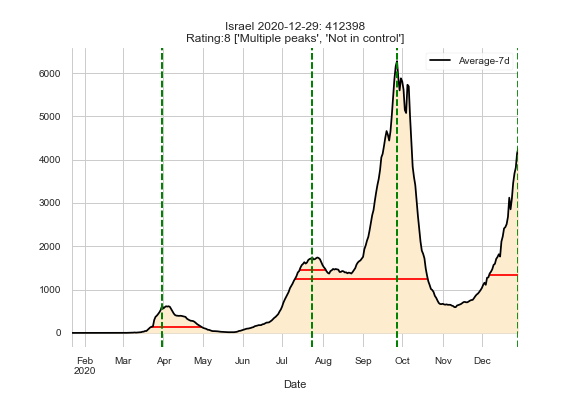 Israel 2020-12-29: 412398
Rating:8 ['Multiple peaks', 'Not in control']
Average-7d
6000
5000
4000
3000
2000
1000
0
Feb Mar Apr May Jun Jul Aug Sep Oct Nov Dec
2020
Date